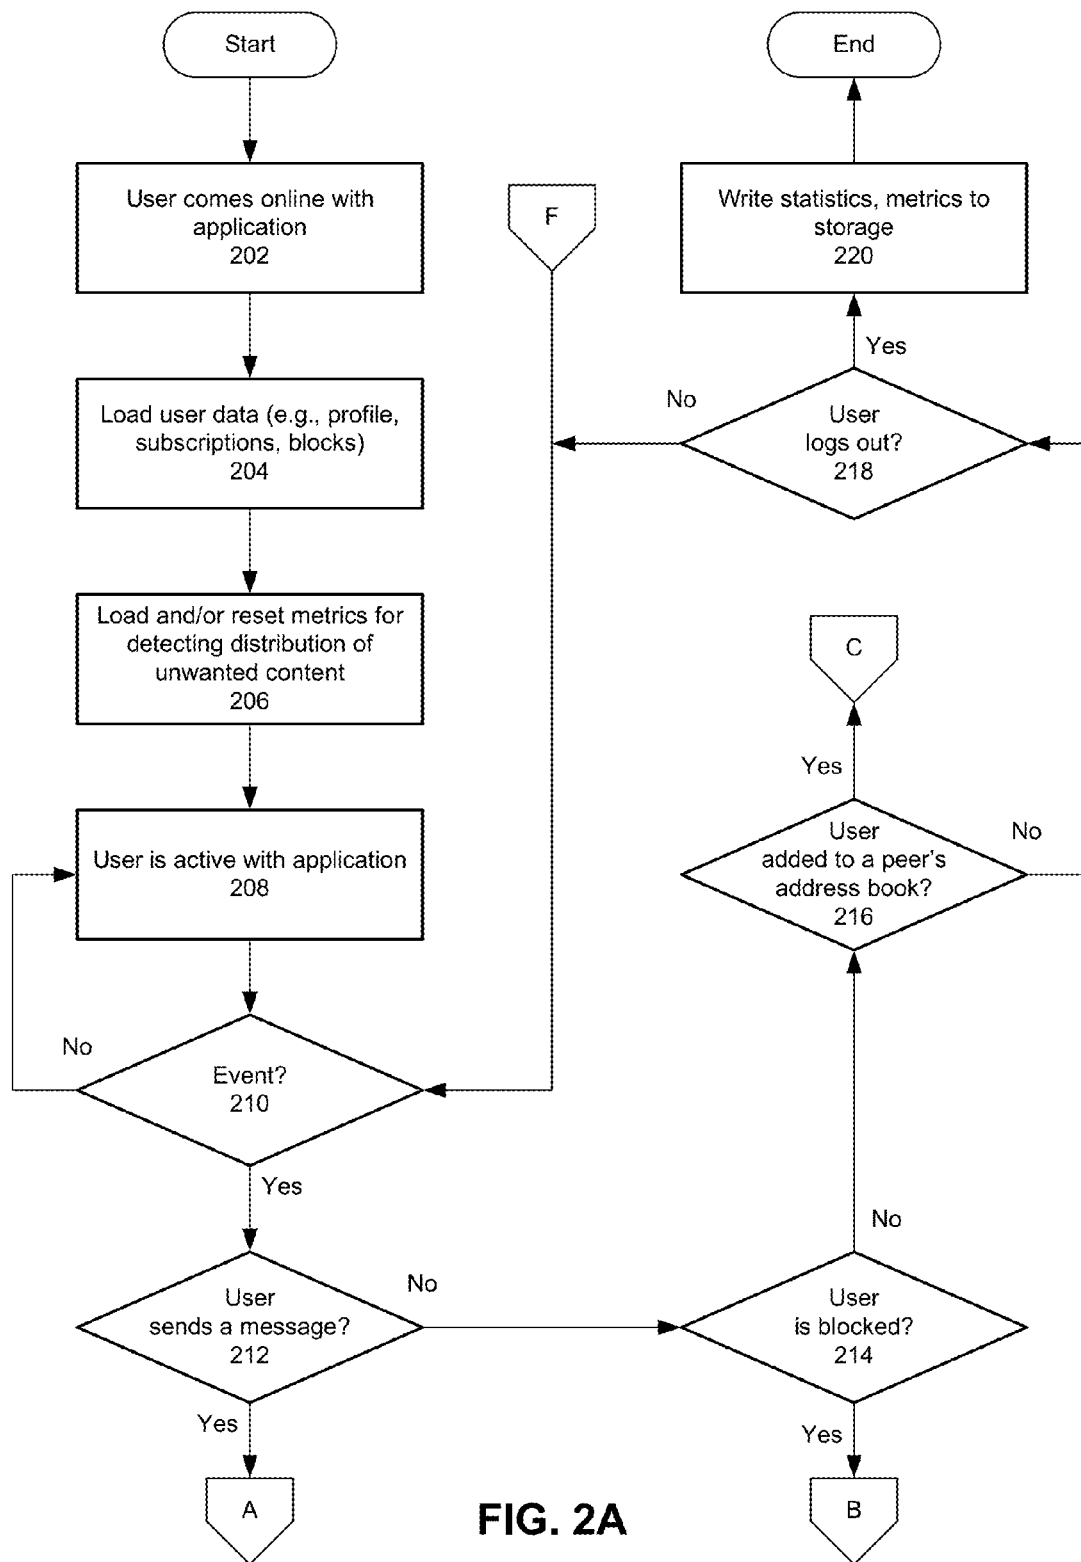 Start
End
User comes online with
application
202
F
Write statistics, metrics to
storage
220
Yes
Load user data (e.g., profile,
subscriptions, blocks)
204
No
User
logs out?
218
Load and/or reset metrics for
detecting distribution of
unwanted content
206
C
Yes
User is active with application
208
User
added to a peer's
address book?
216
No
No
Event?
210
Yes
No
User
sends a message?
212
No
User
is blocked?
214
Yes
Yes
A
B
FIG. 2A